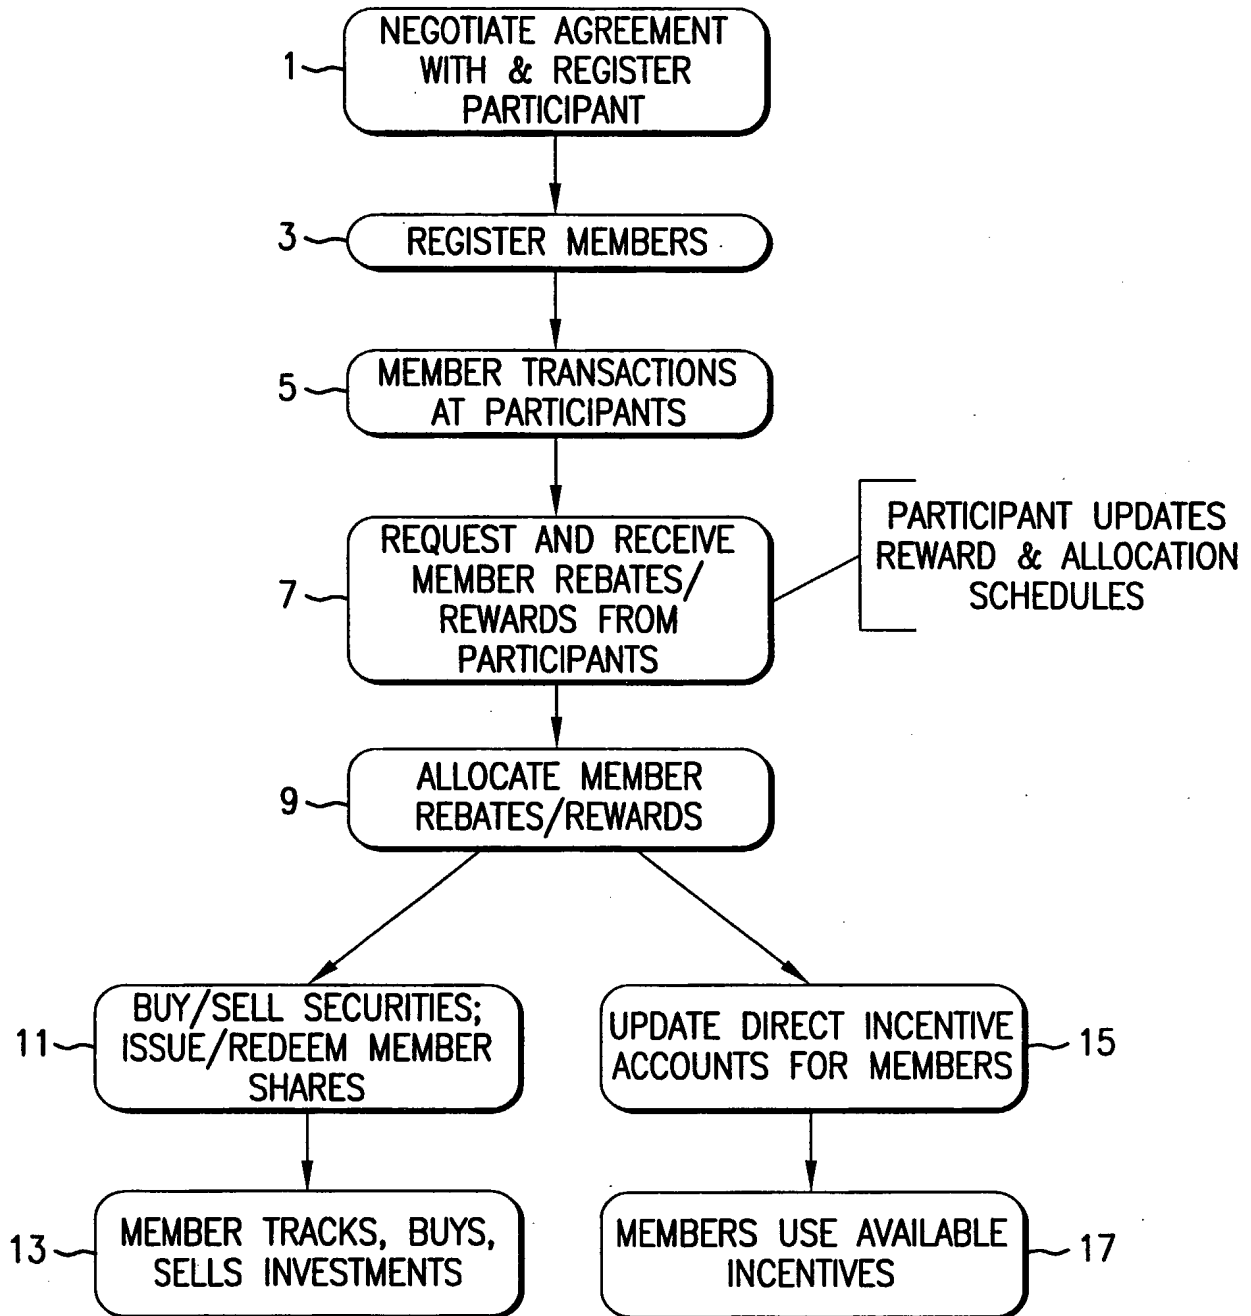 NEGOTIATE AGREEMENT
WITH & REGISTER
PARTICIPANT
1
3
REGISTER MEMBERS
5
MEMBER TRANSACTIONS
AT PARTICIPANTS
7
REQUEST AND RECEIVE
MEMBER REBATES/
REWARDS FROM
PARTICIPANTS
PARTICIPANT UPDATES
REWARD & ALLOCATION
SCHEDULES
9
ALLOCATE MEMBER
REBATES/REWARDS
11
BUY/SELL SECURITIES;
ISSUE/REDEEM MEMBER
SHARES
UPDATE DIRECT INCENTIVE
ACCOUNTS FOR MEMBERS
15
13
MEMBER TRACKS, BUYS,
SELLS INVESTMENTS
MEMBERS USE AVAILABLE
INCENTIVES
17